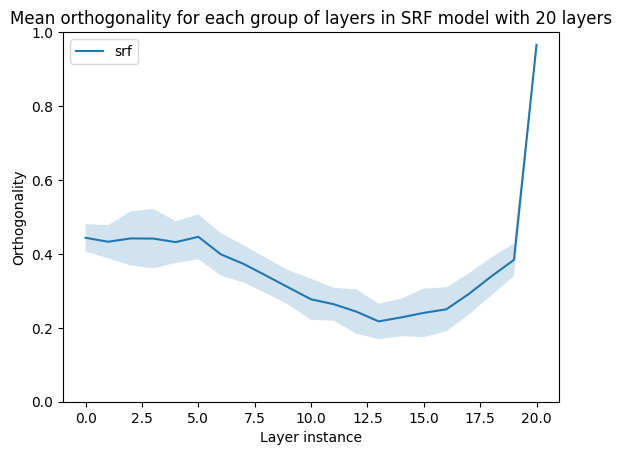 Mean orthogonality for each group of layers in SRF model with 20 layers
srf
Orthogonality
1.0
0.8
0.6
0.4
0.2
0.0
0.0 2.5 5.0 7.5 10.0 12.5 15.0 17.5 20.0
Layer instance